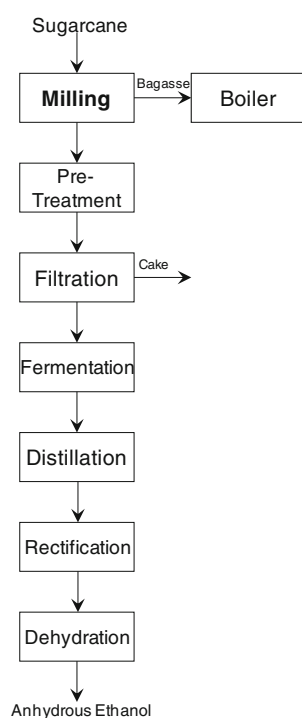 Sugarcane
Milling
Bagasse
Boiler
Pre-
Treatment
Filtration
Cake
Fermentation
Distillation
Rectification
Dehydration
Anhydrous Ethanol